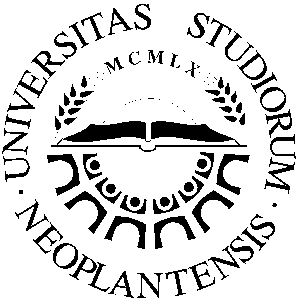 UNIVERSITAS STUDIORUM
MCMLX
· NEOPLANTENSIS ·